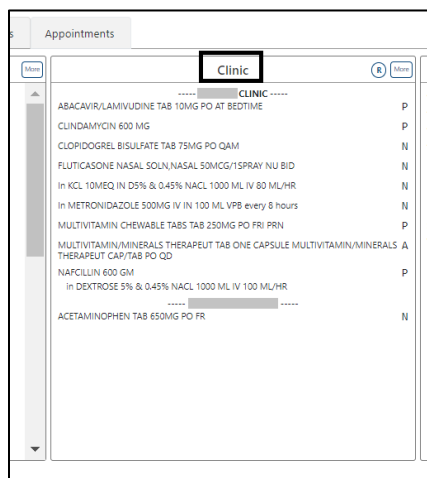 s
Appointments
More
Clinic
R
More
----- CLINIC -----
ABACAVIR/LAMIVUDINE TAB 10MG PO AT BEDTIME P
CLINDAMYCIN 600 MG P
CLOPIDOGREL BISULFATE TAB 75MG PO QAM N
FLUTICASONE NASAL SOLN,NASAL 50MCG/1SPRAY NU BID N
In KCL 10MEQ IN D5% & 0.45% NACL 1000 ML IV 80 ML/HR N
In METRONIDAZOLE 500MG IV IN 100 ML VPB every 8 hours N
MULTIVITAMIN CHEWABLE TABS TAB 250MG PO FRI PRN P
MULTIVITAMIN/MINERALS THERAPEUT TAB ONE CAPSULE MULTIVITAMIN/MINERALS A
THERAPEUT CAP/TAB PO QD
NAFCILLIN 600 GM P
in DEXTROSE 5% & 0.45% NACL 1000 ML IV 100 ML/HR
----- -----
ACETAMINOPHEN TAB 650MG PO FR N